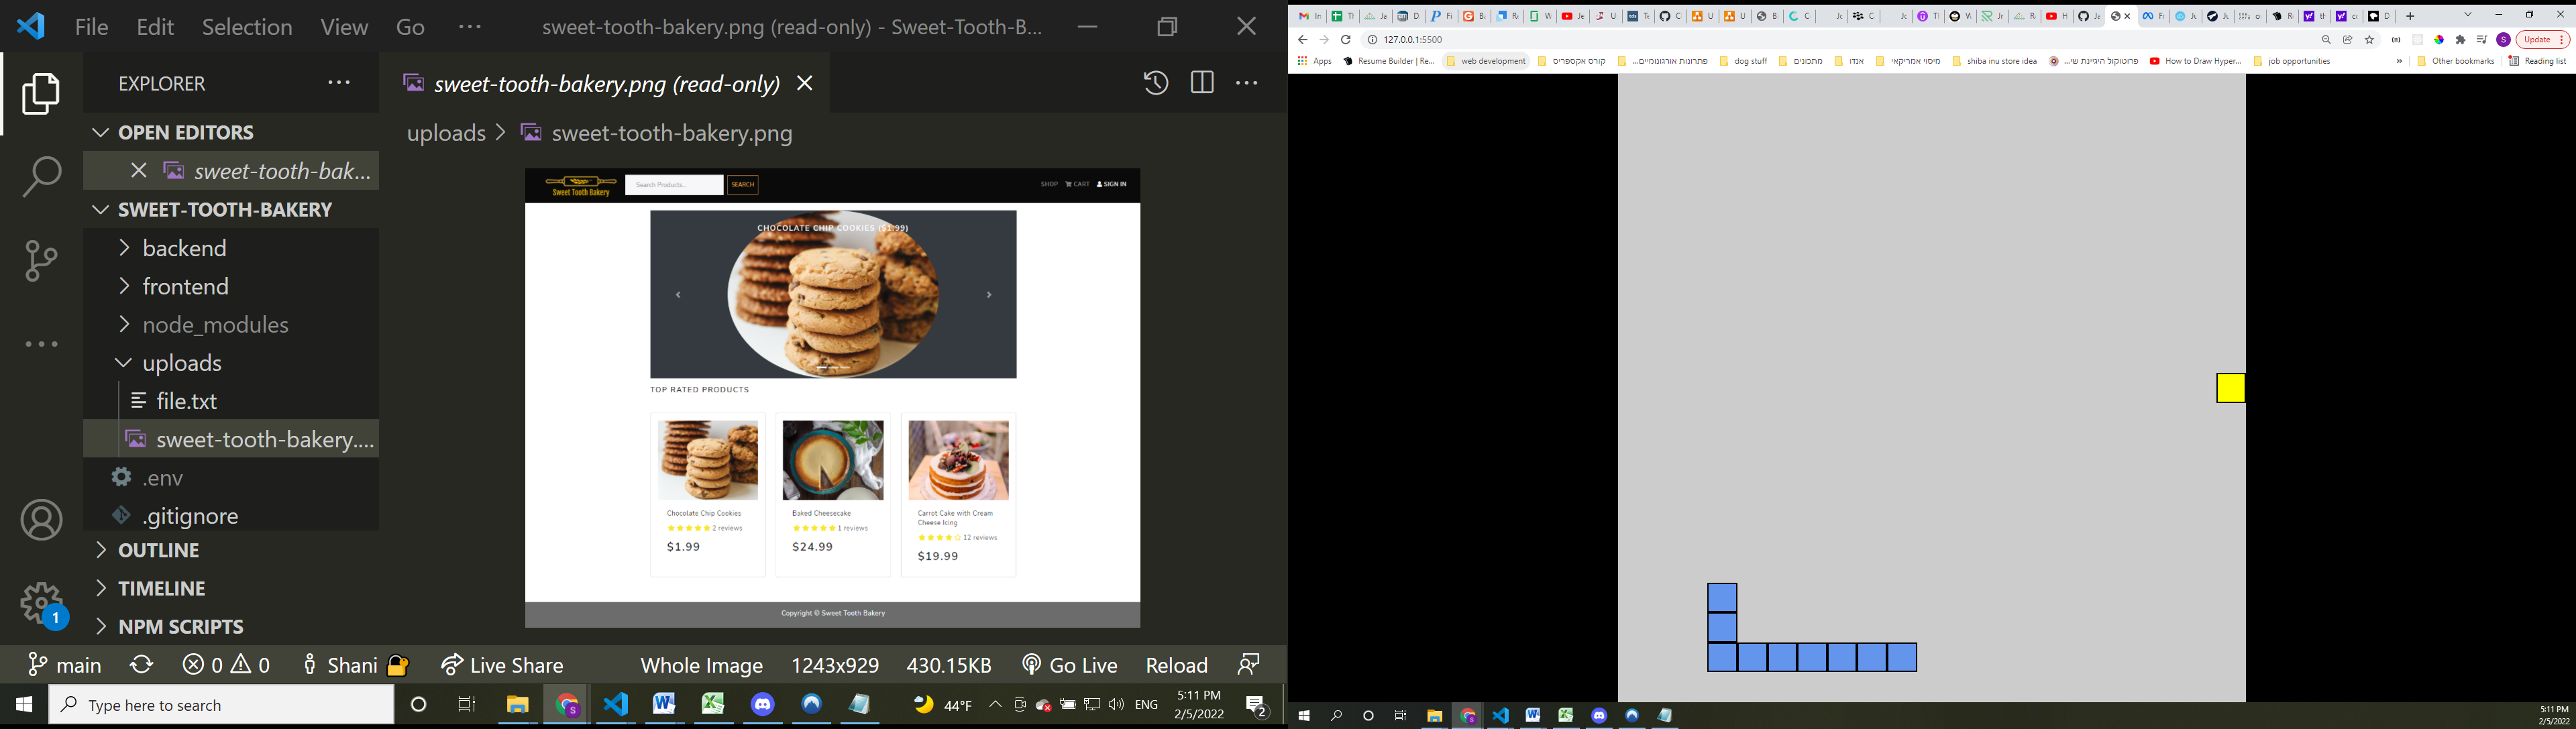 File Edit Selection View Go ··· sweet-tooth-bakery.png (read-only) - Sweet-Tooth-B...
EXPLORER ···
OPEN EDITORS
sweet-tooth-bak...
SWEET-TOOTH-BAKERY
backend
frontend
node_modules
uploads
file.txt
sweet-tooth-bakery....
.env
.gitignore
OUTLINE
TIMELINE
NPM SCRIPTS
1
sweet-tooth-bakery.png (read-only)
uploads > sweet-tooth-bakery.png
Sweet Tooth Bakery
Search Products... SEARCH SHOP CART SIGN IN
CHOCOLATE CHIP COOKIES ($1.99)
TOP RATED PRODUCTS
Chocolate Chip Cookies
2 reviews
$1.99
Baked Cheesecake
1 reviews
$24.99
Carrot Cake with Cream
Cheese Icing
12 reviews
$19.99
Copyright © Sweet Tooth Bakery
main 0 0 Shani Live Share Whole Image 1243x929 430.15KB Go Live Reload
Type here to search 44°F ENG 5:11 PM
2/5/2022 2
127.0.0.1:5500 Update
Apps Resume Builder | Re... web development קורס אקספריס פתרונות אורגונומיים... dog stuff מתכונים אנדו מיסוי אמריקאי shiba inu store idea פרוטוקול היגיינת שי... How to Draw Hyper... job opportunities » Other bookmarks Reading list
5:11 PM
2/5/2022